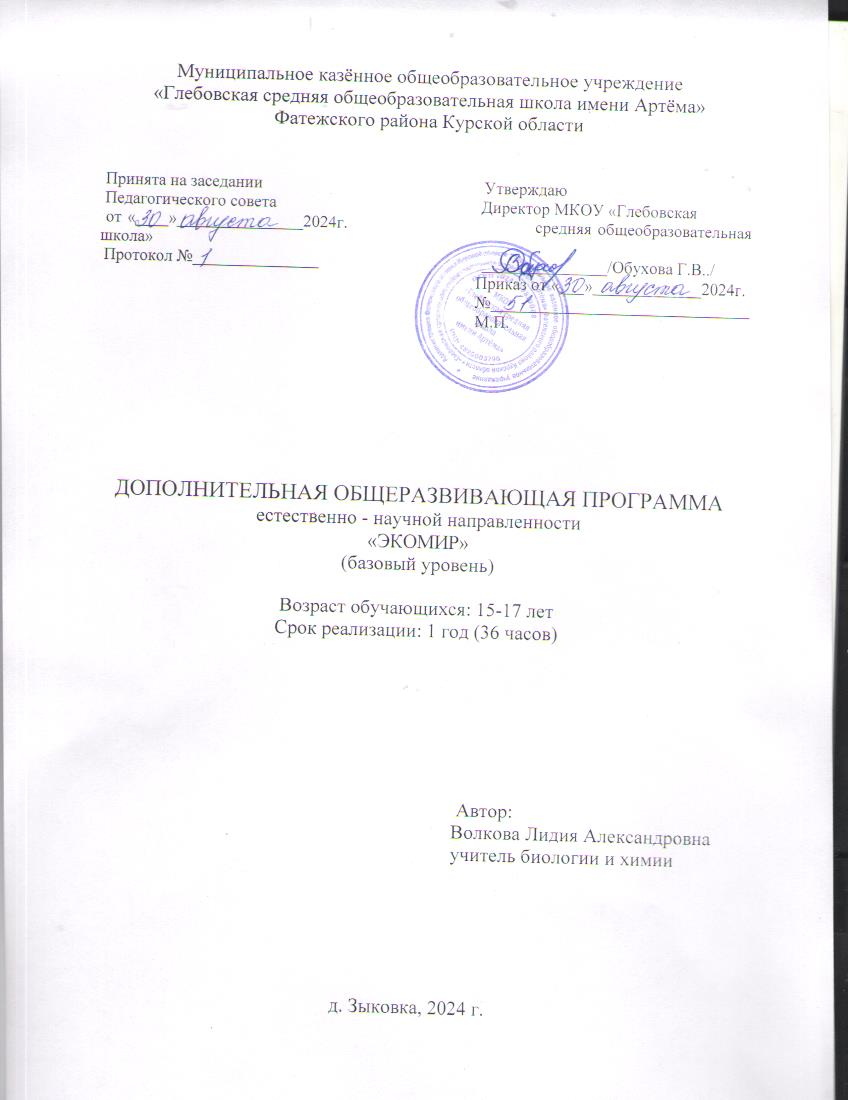 Муниципальное казённое общеобразовательное учреждение
«Глебовская средняя общеобразовательная школа имени Артёма»
Фатежского района Курской области
Принята на заседании
Педагогического совета
от «30» августа 2024г.
школа»
Протокол № 1
Утверждаю
Директор МКОУ «Глебовская
средняя общеобразовательная
/Обухова Г.В../
Приказ от «30» августа 2024г.
№ 51
М.П.
ДОПОЛНИТЕЛЬНАЯ ОБЩЕРАЗВИВАЮЩАЯ ПРОГРАММА
естественно - научной направленности
«ЭКОМИР»
(базовый уровень)
Возраст обучающихся: 15-17 лет
Срок реализации: 1 год (36 часов)
Автор:
Волкова Лидия Александровна
учитель биологии и химии
д. Зыковка, 2024 г.